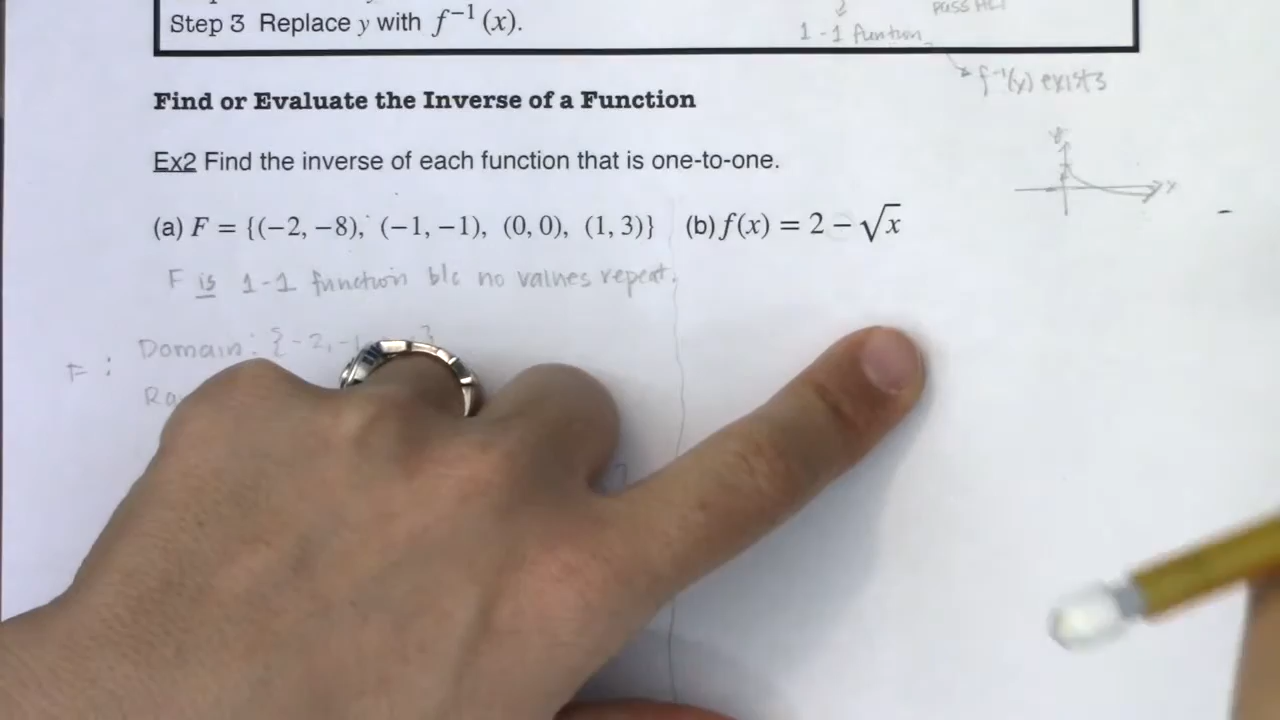 Step 3 Replace y with f⁻¹(x).
pass HLT
1-1 funtion
f⁻¹(x) exists
Find or Evaluate the Inverse of a Function
Ex2 Find the inverse of each function that is one-to-one.
y
x
(a) F = {(−2, −8), (−1, −1), (0, 0), (1, 3)} (b) f(x) = 2 − √x
F is 1-1 function b/c no values repeat.
F: Domain: {-2, -1